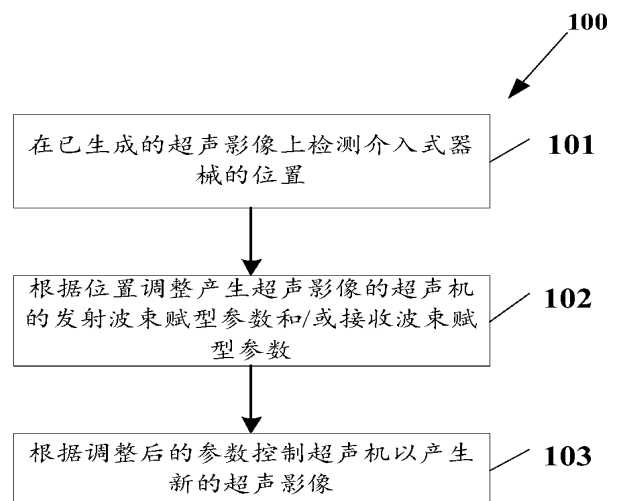 100
在已生成的超声影像上检测介入式器
械的位置
101
根据位置调整产生超声影像的超声机
的发射波束赋型参数和/或接收波束赋
型参数
102
根据调整后的参数控制超声机以产生
新的超声影像
103